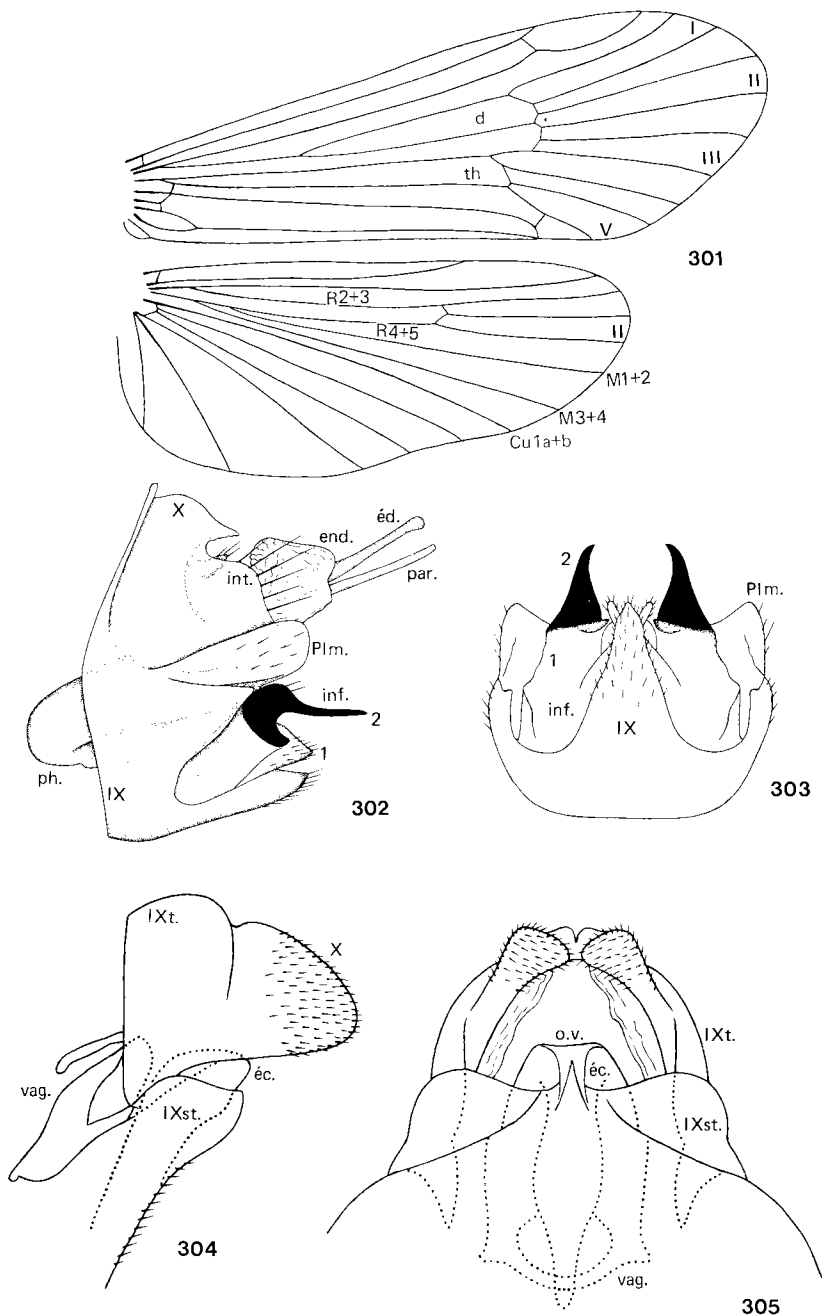 I
II
d
III
th
V
301
R2+3
R4+5
II
M1+2
M3+4
Cu1a+b
X
éd.
end.
par.
int.
Plm.
inf.
2
1
ph.
IX
302
2
Plm.
1
inf.
IX
303
IXt.
X
vag.
éc.
IXst.
304
o.v.
IXt.
éc.
IXst.
vag.
305